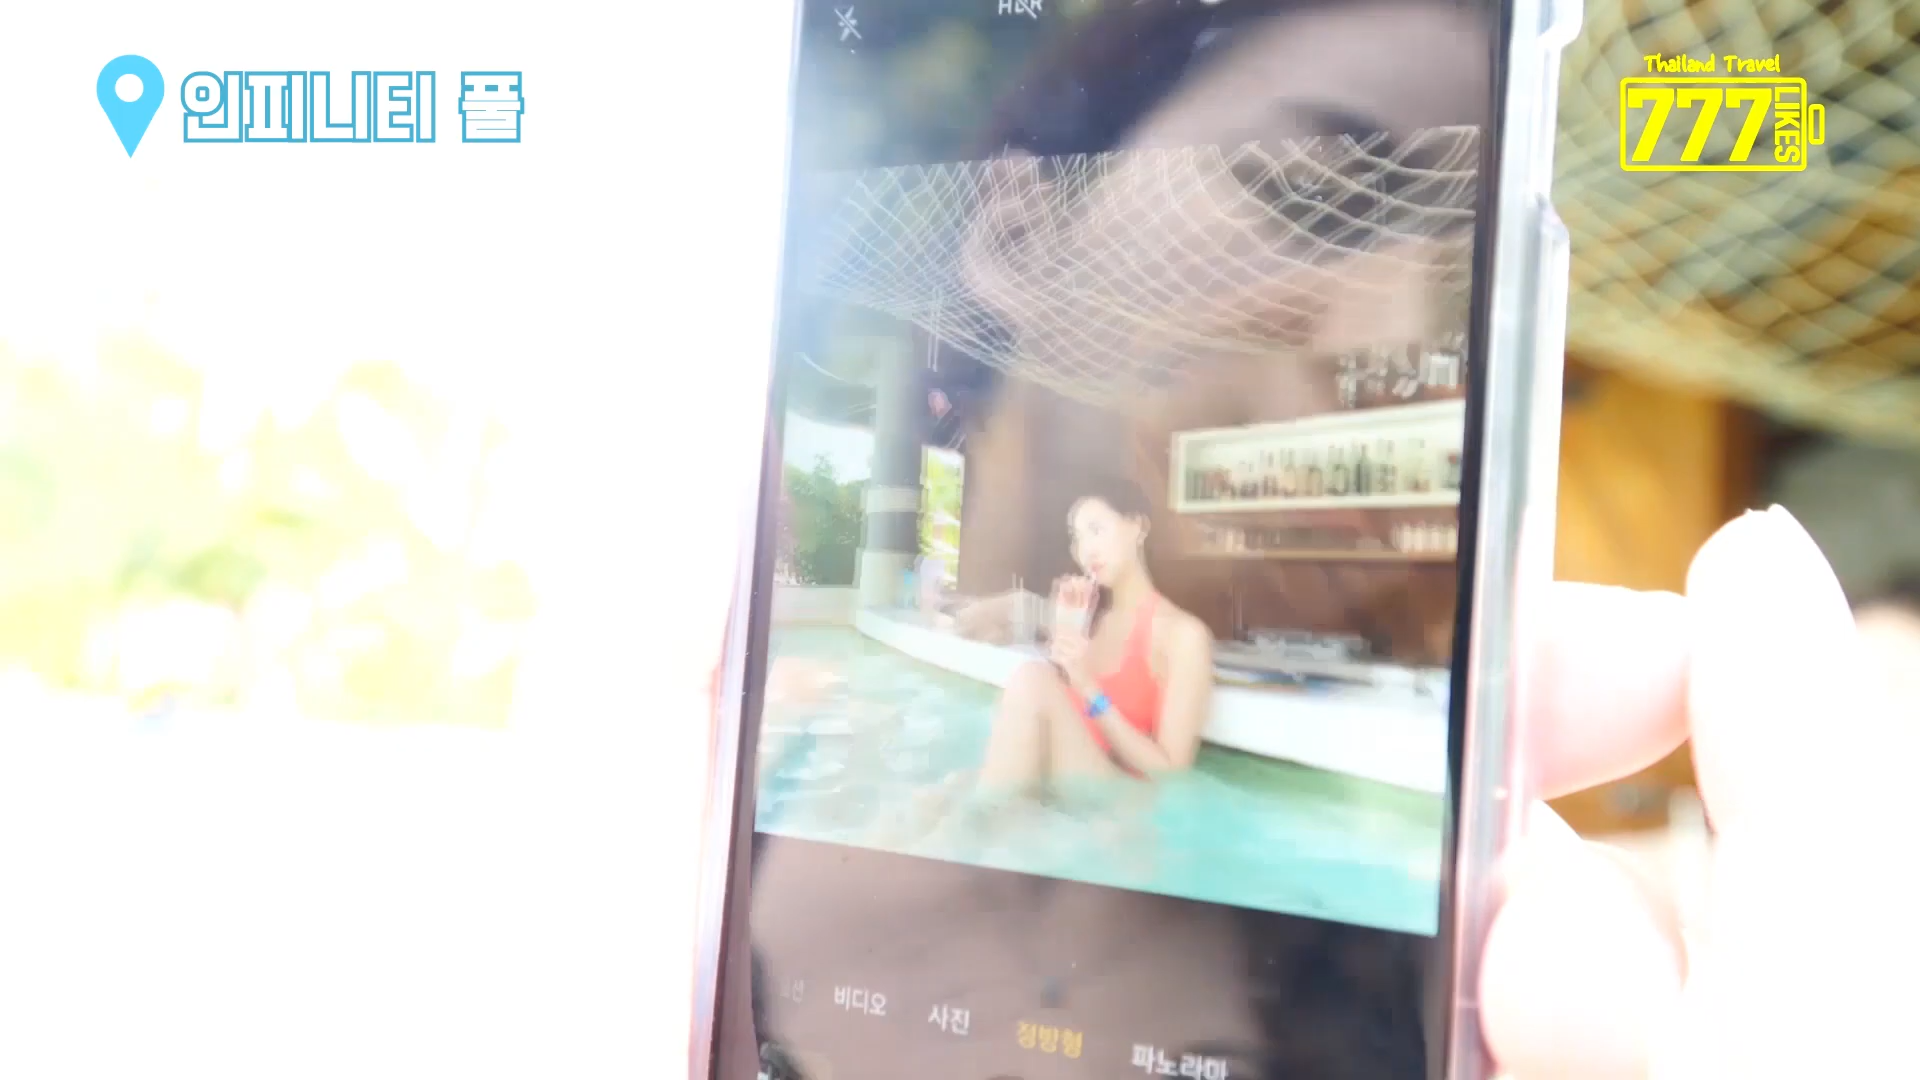 인피니티 풀
Thailand Travel
777
LIKES
HDR
비디오
사진
정방형
파노라마